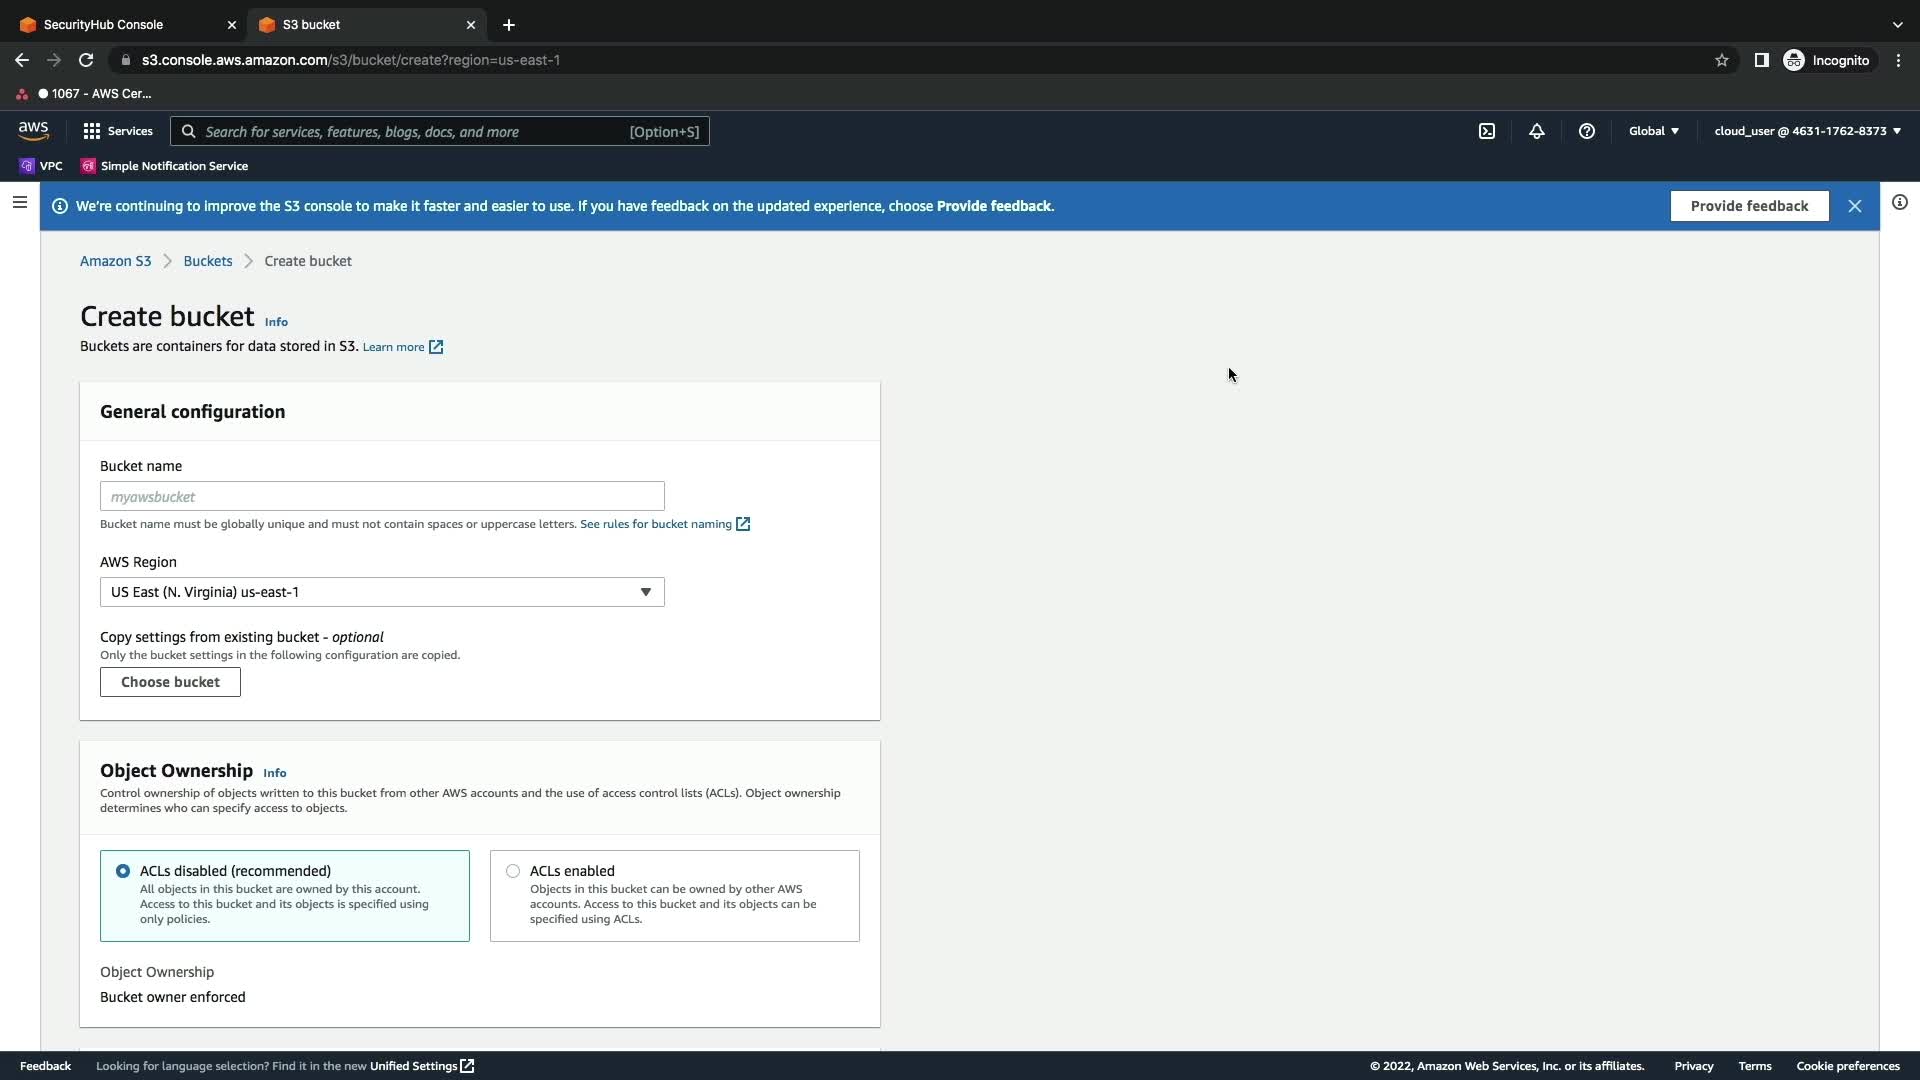 SecurityHub Console
S3 bucket
s3.console.aws.amazon.com/s3/bucket/create?region=us-east-1
Incognito
1067 - AWS Cer...
aws
Services
Search for services, features, blogs, docs, and more
[Option+S]
Global
cloud_user @ 4631-1762-8373
VPC
Simple Notification Service
We're continuing to improve the S3 console to make it faster and easier to use. If you have feedback on the updated experience, choose Provide feedback.
Provide feedback
Amazon S3
Buckets
Create bucket
Create bucket Info
Buckets are containers for data stored in S3. Learn more
General configuration
Bucket name
myawsbucket
Bucket name must be globally unique and must not contain spaces or uppercase letters. See rules for bucket naming
AWS Region
US East (N. Virginia) us-east-1
Copy settings from existing bucket - optional
Only the bucket settings in the following configuration are copied.
Choose bucket
Object Ownership Info
Control ownership of objects written to this bucket from other AWS accounts and the use of access control lists (ACLs). Object ownership
determines who can specify access to objects.
ACLs disabled (recommended)
All objects in this bucket are owned by this account.
Access to this bucket and its objects is specified using
only policies.
ACLs enabled
Objects in this bucket can be owned by other AWS
accounts. Access to this bucket and its objects can be
specified using ACLs.
Object Ownership
Bucket owner enforced
Feedback
Looking for language selection? Find it in the new Unified Settings
© 2022, Amazon Web Services, Inc. or its affiliates.
Privacy
Terms
Cookie preferences